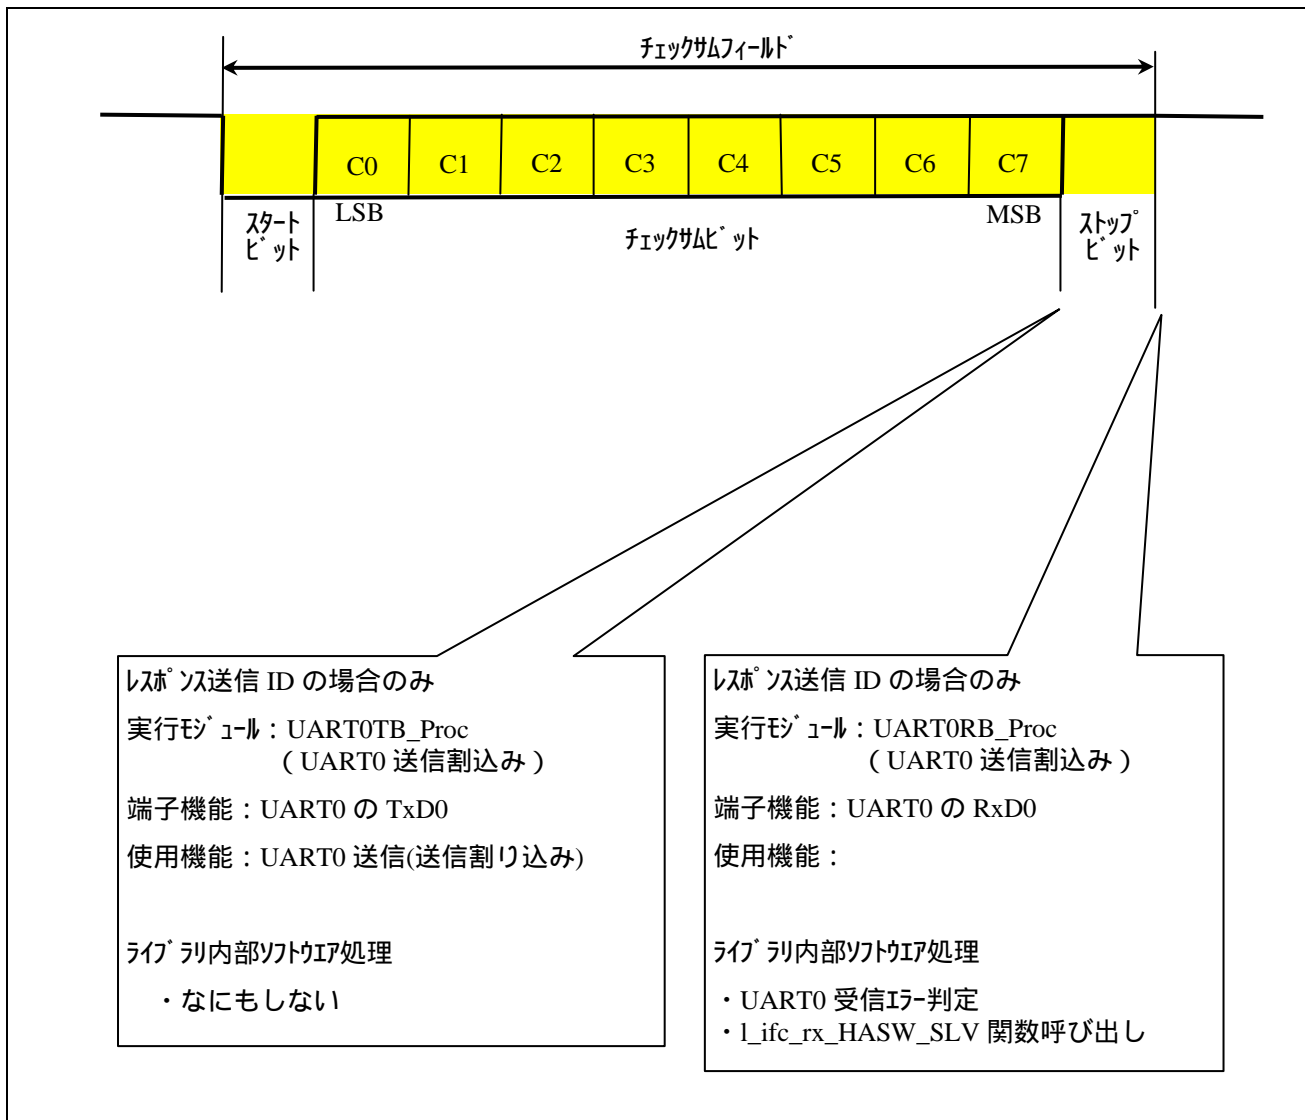 チェックサムフィールド
C0 C1 C2 C3 C4 C5 C6 C7
LSB MSB
スタート
ビット
チェックサムビット
ストップ
ビット
レスポンス送信 ID の場合のみ
実行モジュール：UART0TB_Proc
（UART0 送信割込み）
端子機能：UART0 の TxD0
使用機能：UART0 送信(送信割り込み)
ライブラリ内部ソフトウエア処理
・なにもしない
レスポンス送信 ID の場合のみ
実行モジュール：UART0RB_Proc
（UART0 送信割込み）
端子機能：UART0 の RxD0
使用機能：
ライブラリ内部ソフトウエア処理
・UART0 受信エラー判定
・l_ifc_rx_HASW_SLV 関数呼び出し